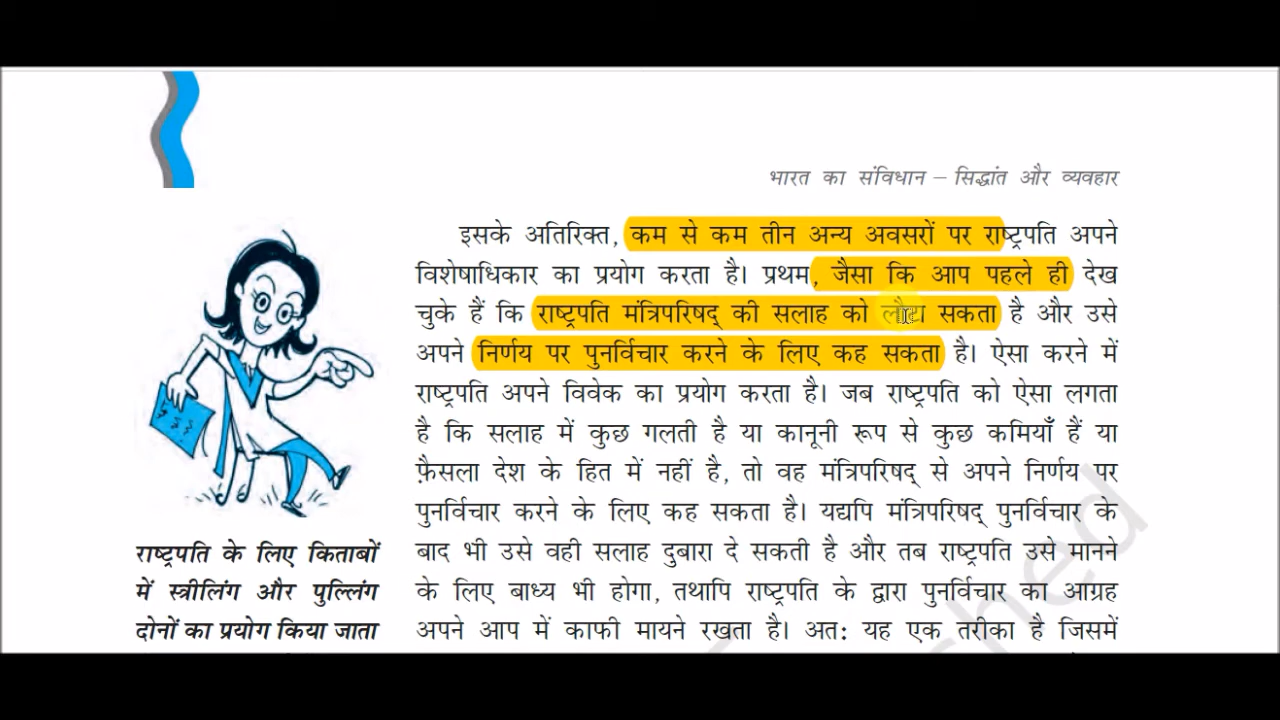 भारत का संविधान – सिद्धांत और व्यवहार
इसके अतिरिक्त, कम से कम तीन अन्य अवसरों पर राष्ट्रपति अपने
विशेषाधिकार का प्रयोग करता है। प्रथम, जैसा कि आप पहले ही देख
चुके हैं कि राष्ट्रपति मंत्रिपरिषद् की सलाह को लौटा सकता है और उसे
अपने निर्णय पर पुनर्विचार करने के लिए कह सकता है। ऐसा करने में
राष्ट्रपति अपने विवेक का प्रयोग करता है। जब राष्ट्रपति को ऐसा लगता
है कि सलाह में कुछ गलती है या कानूनी रूप से कुछ कमियाँ हैं या
फ़ैसला देश के हित में नहीं है, तो वह मंत्रिपरिषद् से अपने निर्णय पर
पुनर्विचार करने के लिए कह सकता है। यद्यपि मंत्रिपरिषद् पुनर्विचार के
बाद भी उसे वही सलाह दुबारा दे सकती है और तब राष्ट्रपति उसे मानने
के लिए बाध्य भी होगा, तथापि राष्ट्रपति के द्वारा पुनर्विचार का आग्रह
अपने आप में काफी मायने रखता है। अत: यह एक तरीका है जिसमें
राष्ट्रपति के लिए किताबों
में स्त्रीलिंग और पुल्लिंग
दोनों का प्रयोग किया जाता